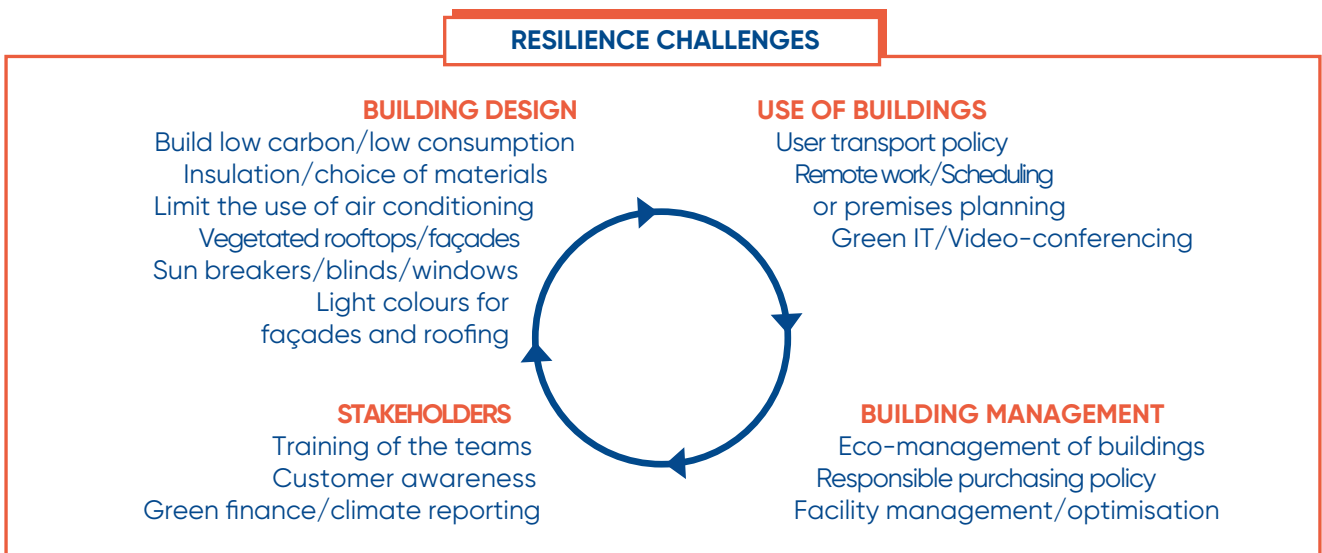 RESILIENCE CHALLENGES
BUILDING DESIGN
Build low carbon/low consumption
Insulation/choice of materials
Limit the use of air conditioning
Vegetated rooftops/façades
Sun breakers/blinds/windows
Light colours for
façades and roofing
USE OF BUILDINGS
User transport policy
Remote work/Scheduling
or premises planning
Green IT/Video-conferencing
STAKEHOLDERS
Training of the teams
Customer awareness
Green finance/climate reporting
BUILDING MANAGEMENT
Eco-management of buildings
Responsible purchasing policy
Facility management/optimisation